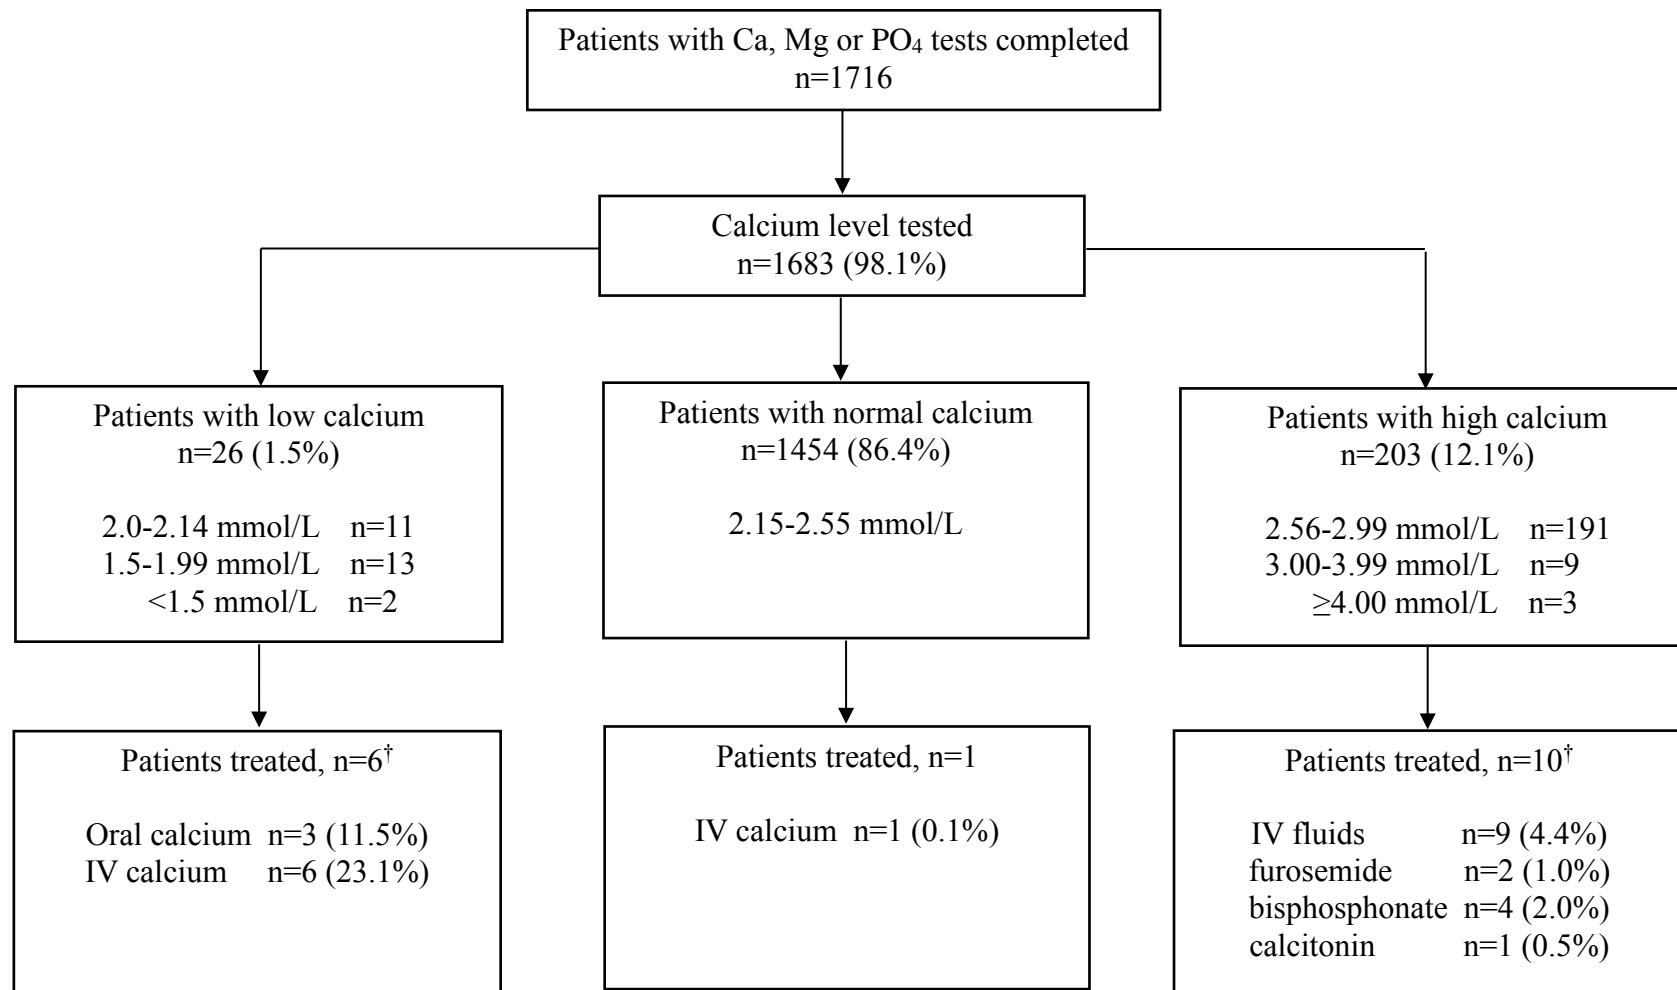 Patients with Ca, Mg or PO₄ tests completed
n=1716
Calcium level tested
n=1683 (98.1%)
Patients with low calcium
n=26 (1.5%)
2.0-2.14 mmol/L n=11
1.5-1.99 mmol/L n=13
<1.5 mmol/L n=2
Patients with normal calcium
n=1454 (86.4%)
2.15-2.55 mmol/L
Patients with high calcium
n=203 (12.1%)
2.56-2.99 mmol/L n=191
3.00-3.99 mmol/L n=9
≥4.00 mmol/L n=3
Patients treated, n=6†
Oral calcium n=3 (11.5%)
IV calcium n=6 (23.1%)
Patients treated, n=1
IV calcium n=1 (0.1%)
Patients treated, n=10†
IV fluids n=9 (4.4%)
furosemide n=2 (1.0%)
bisphosphonate n=4 (2.0%)
calcitonin n=1 (0.5%)